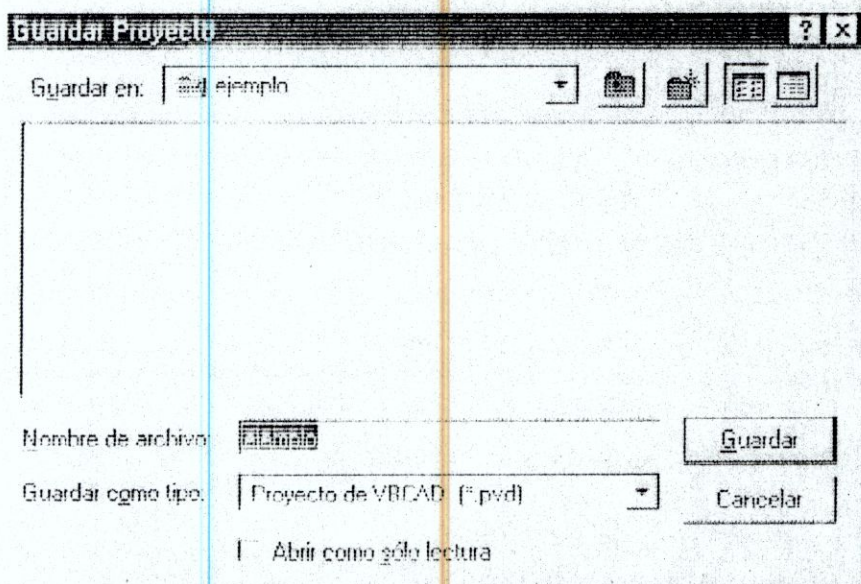 Guardar Proyecto
Guardar en: ejemplo
Nombre de archivo:
Guardar
Guardar como tipo: Proyecto de VBCAD (*.pvd)
Cancelar
Abrir como sólo lectura